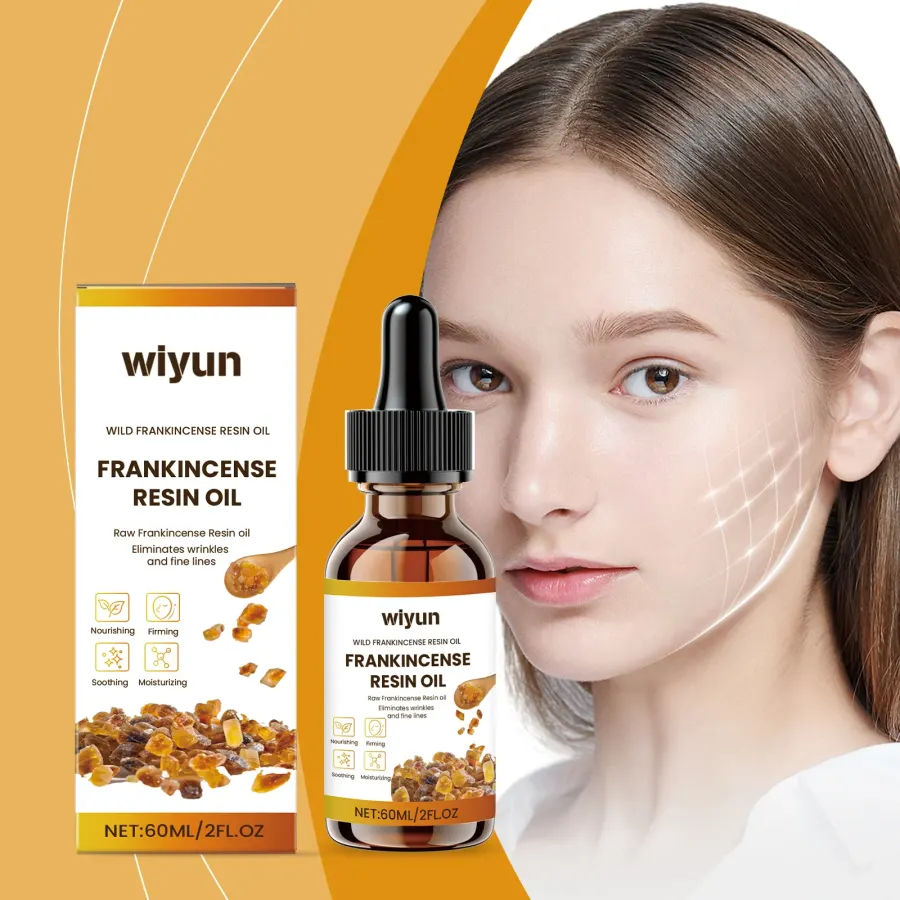 wiyun
WILD FRANKINCENSE RESIN OIL
FRANKINCENSE
RESIN OIL
Raw Frankincense Resin oil
Eliminates wrinkles
and fine lines
Nourishing
Firming
Soothing
Moisturizing
NET:60ML/2FL.OZ
wiyun
WILD FRANKINCENSE RESIN OIL
FRANKINCENSE
RESIN OIL
Raw Frankincense Resin oil
Eliminates wrinkles
and fine lines
Nourishing
Firming
Soothing
Moisturizing
NET:60ML/2FL.OZ